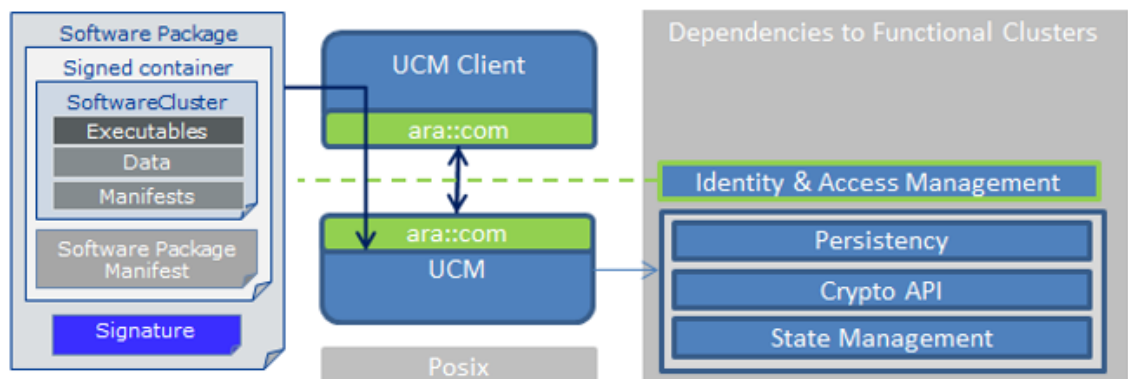 Software Package
Signed container
SoftwareCluster
Executables
Data
Manifests
Software Package
Manifest
Signature
UCM Client
ara::com
ara::com
UCM
Posix
Dependencies to Functional Clusters
Identity & Access Management
Persistency
Crypto API
State Management